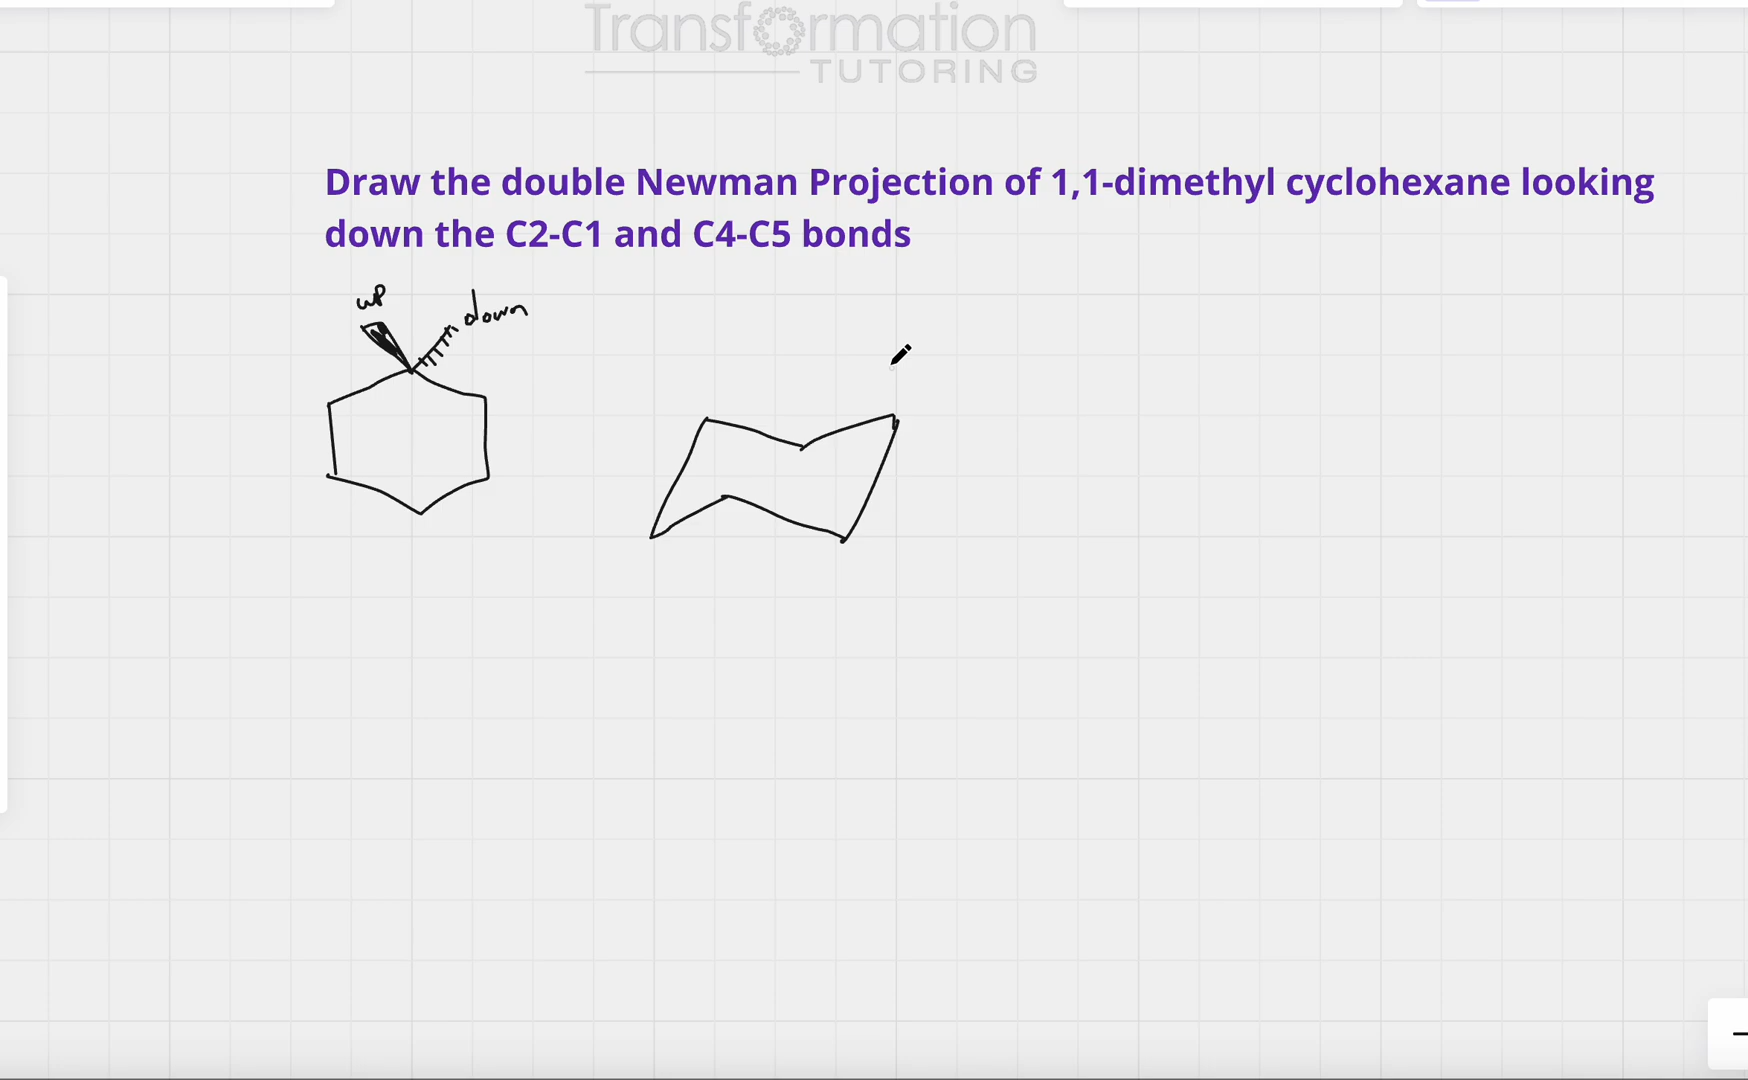 Transformation
TUTORING
Draw the double Newman Projection of 1,1-dimethyl cyclohexane looking
down the C2-C1 and C4-C5 bonds
up
down